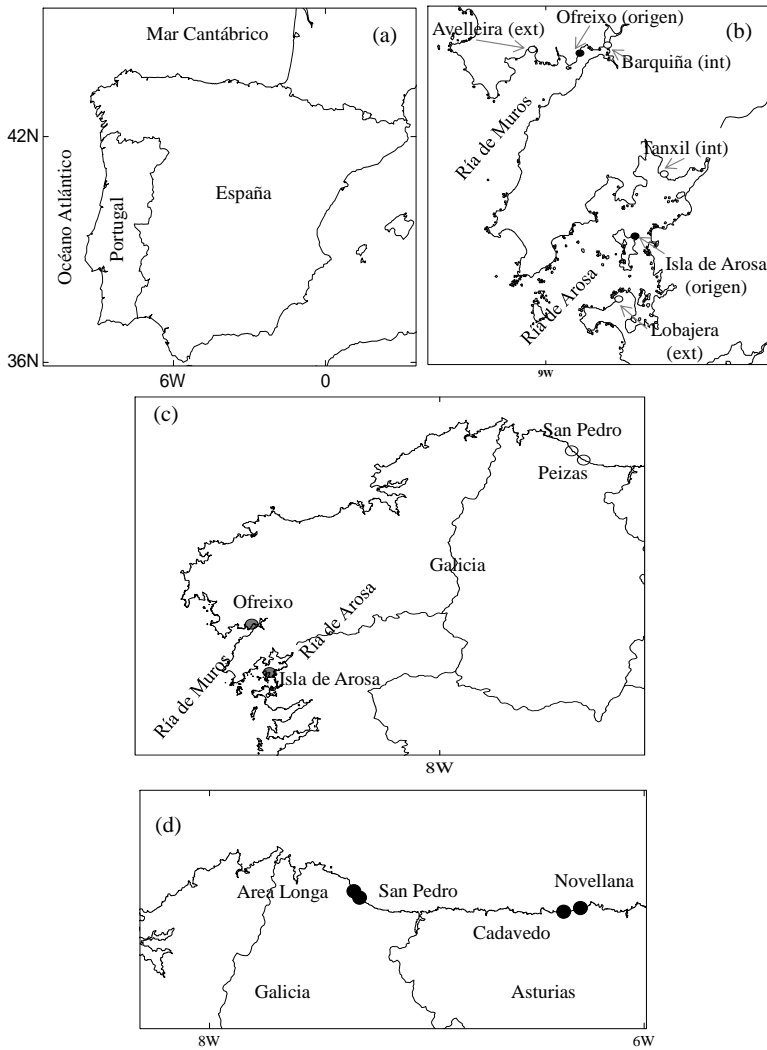 Mar Cantábrico
(a)
42N
Océano Atlántico
Portugal
España
36N
6W
0
Avelleira (ext)
Ofreixo (origen)
(b)
Barquiña (int)
Ría de Muros
Tanxil (int)
Isla de Arosa
(origen)
Ría de Arosa
Lobajera
(ext)
9W
(c)
San Pedro
Peizas
Galicia
Ofreixo
Ría de Arosa
Ría de Muros
Isla de Arosa
8W
(d)
Area Longa
San Pedro
Novellana
Cadavedo
Galicia
Asturias
8W
6W